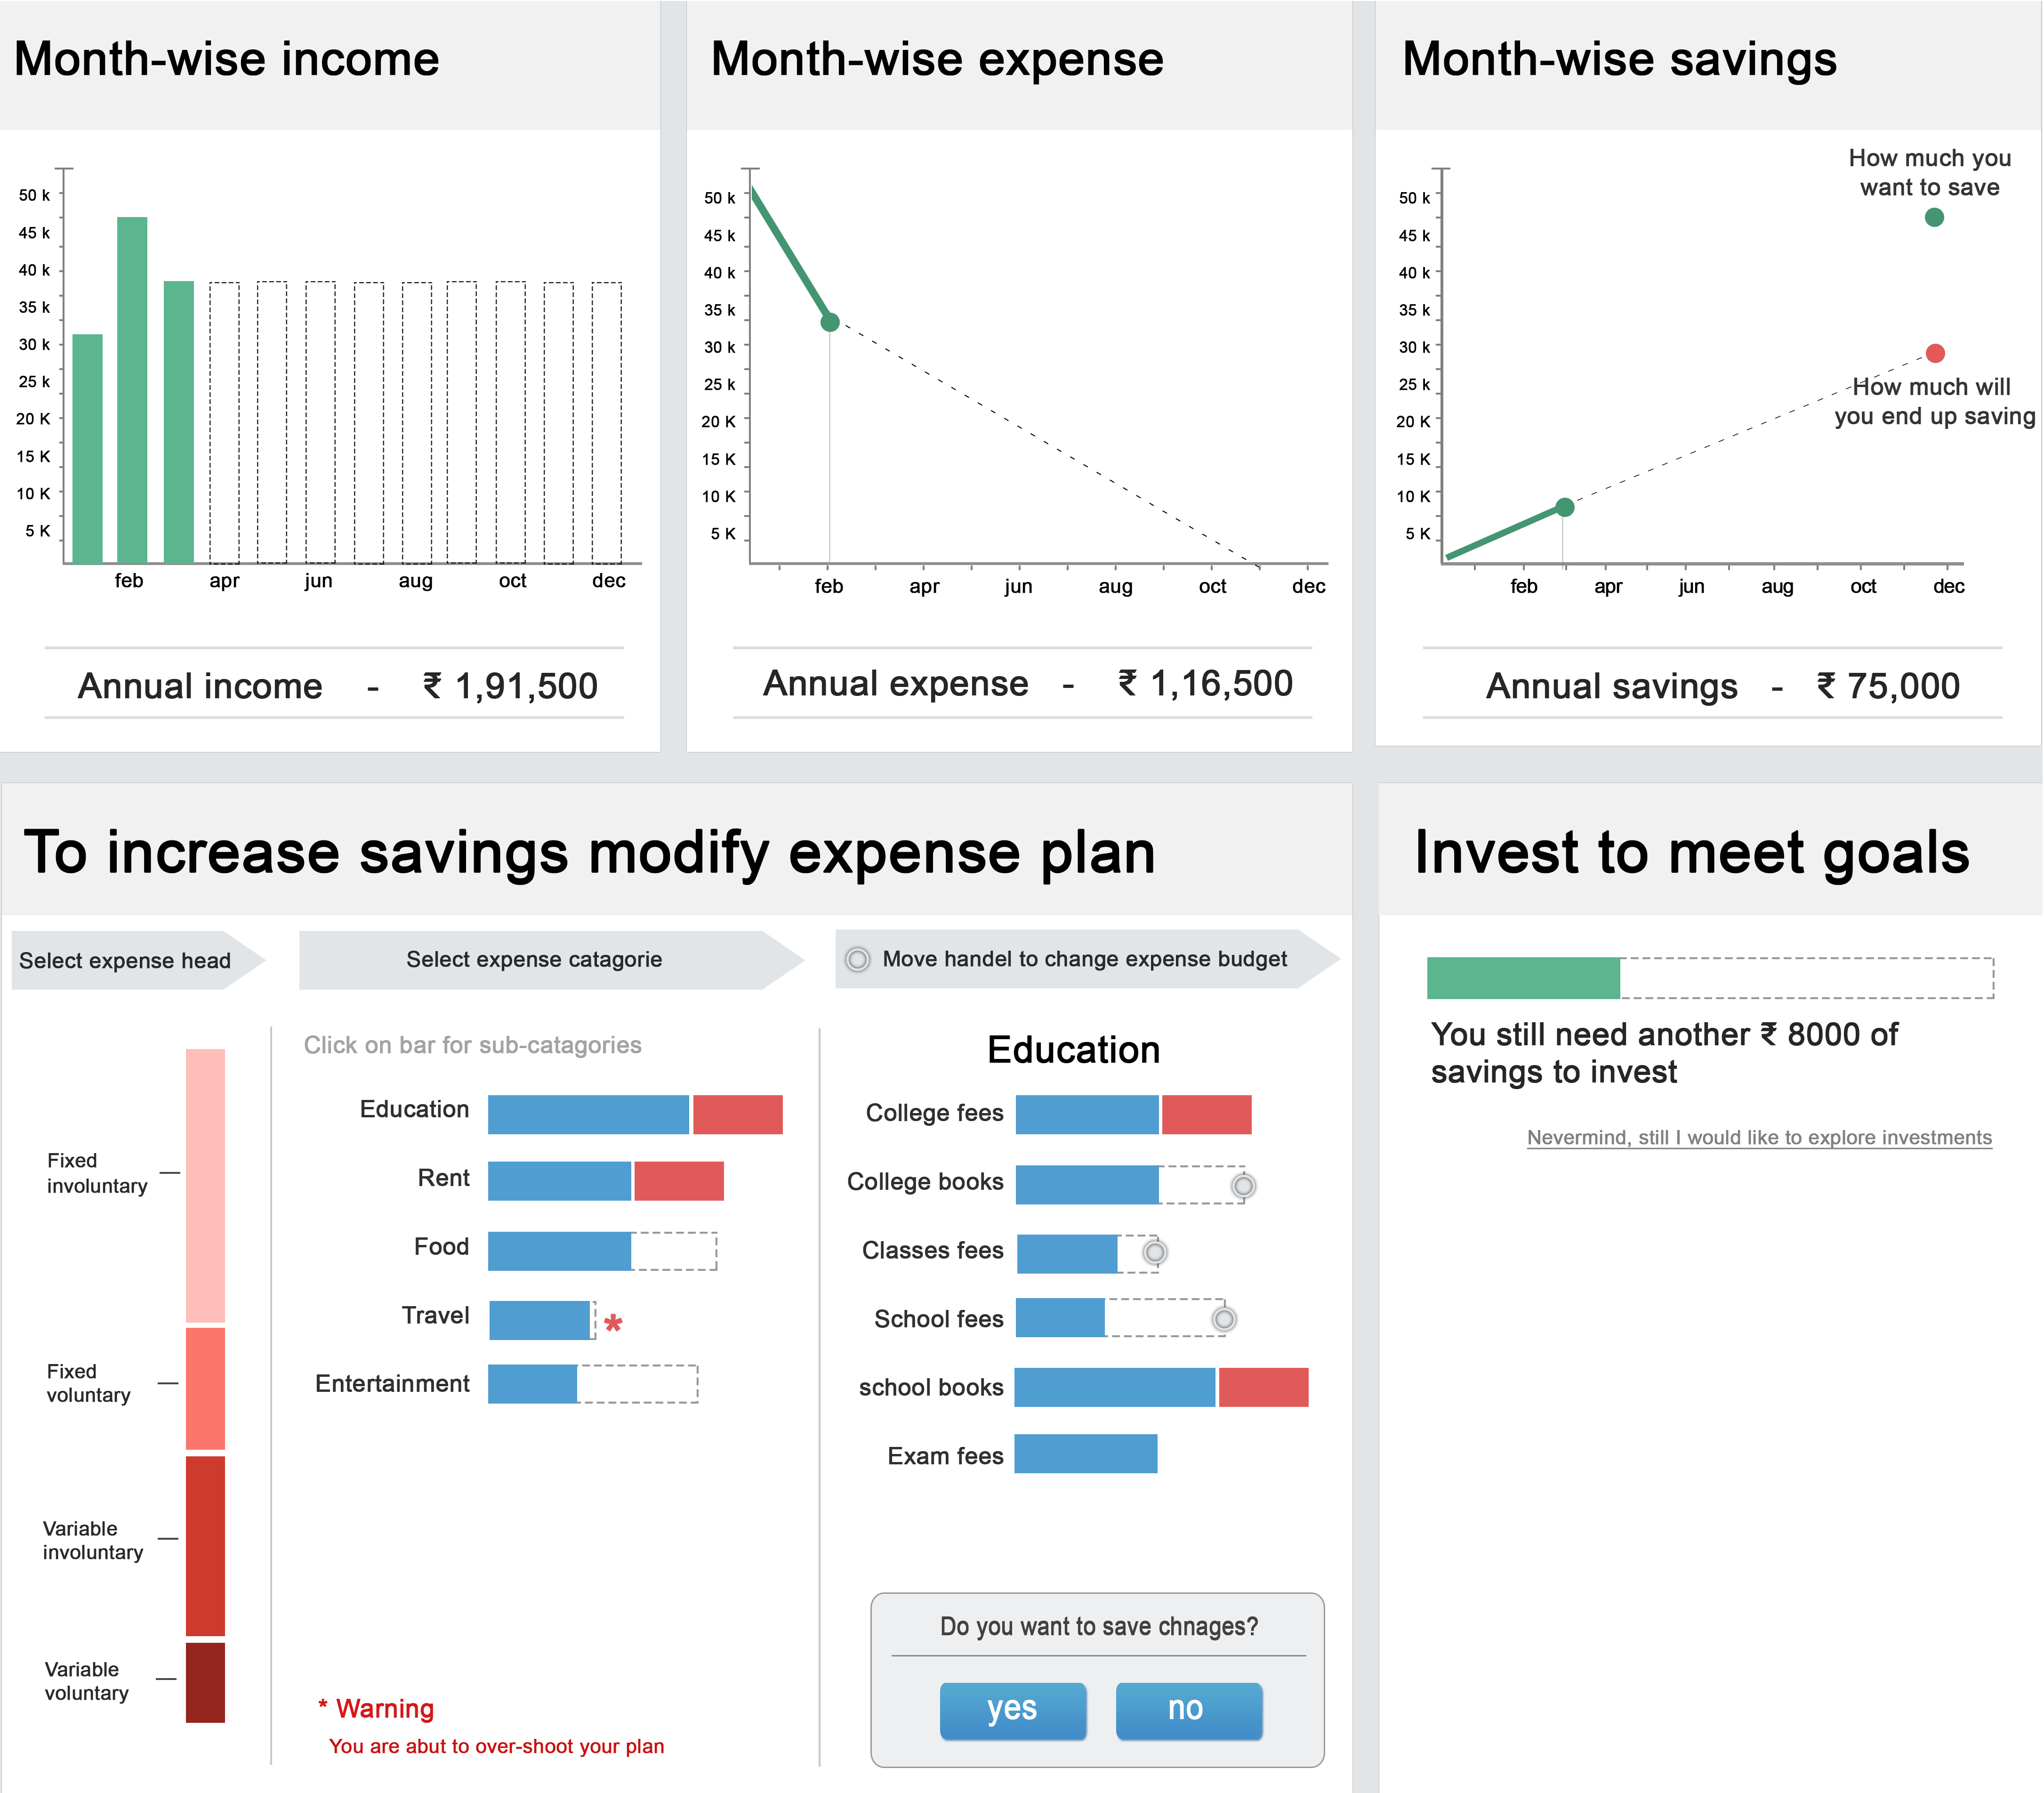 Month-wise income
50 k
45 k
40 k
35 k
30 k
25 k
20 K
15 K
10 K
5 K
feb apr jun aug oct dec
Annual income - ₹ 1,91,500
Month-wise expense
50 k
45 k
40 k
35 k
30 k
25 k
20 K
15 K
10 K
5 K
feb apr jun aug oct dec
Annual expense - ₹ 1,16,500
Month-wise savings
How much you
want to save
50 k
45 k
40 k
35 k
30 k
25 k
20 K
15 K
10 K
5 K
How much will
you end up saving
feb apr jun aug oct dec
Annual savings - ₹ 75,000
To increase savings modify expense plan
Select expense head
Fixed
involuntary
Fixed
voluntary
Variable
involuntary
Variable
voluntary
Select expense catagorie
Click on bar for sub-catagories
Education
Rent
Food
Travel *
Entertainment
* Warning
You are abut to over-shoot your plan
Move handel to change expense budget
Education
College fees
College books
Classes fees
School fees
school books
Exam fees
Do you want to save chnages?
yes no
Invest to meet goals
You still need another ₹ 8000 of
savings to invest
Nevermind, still I would like to explore investments